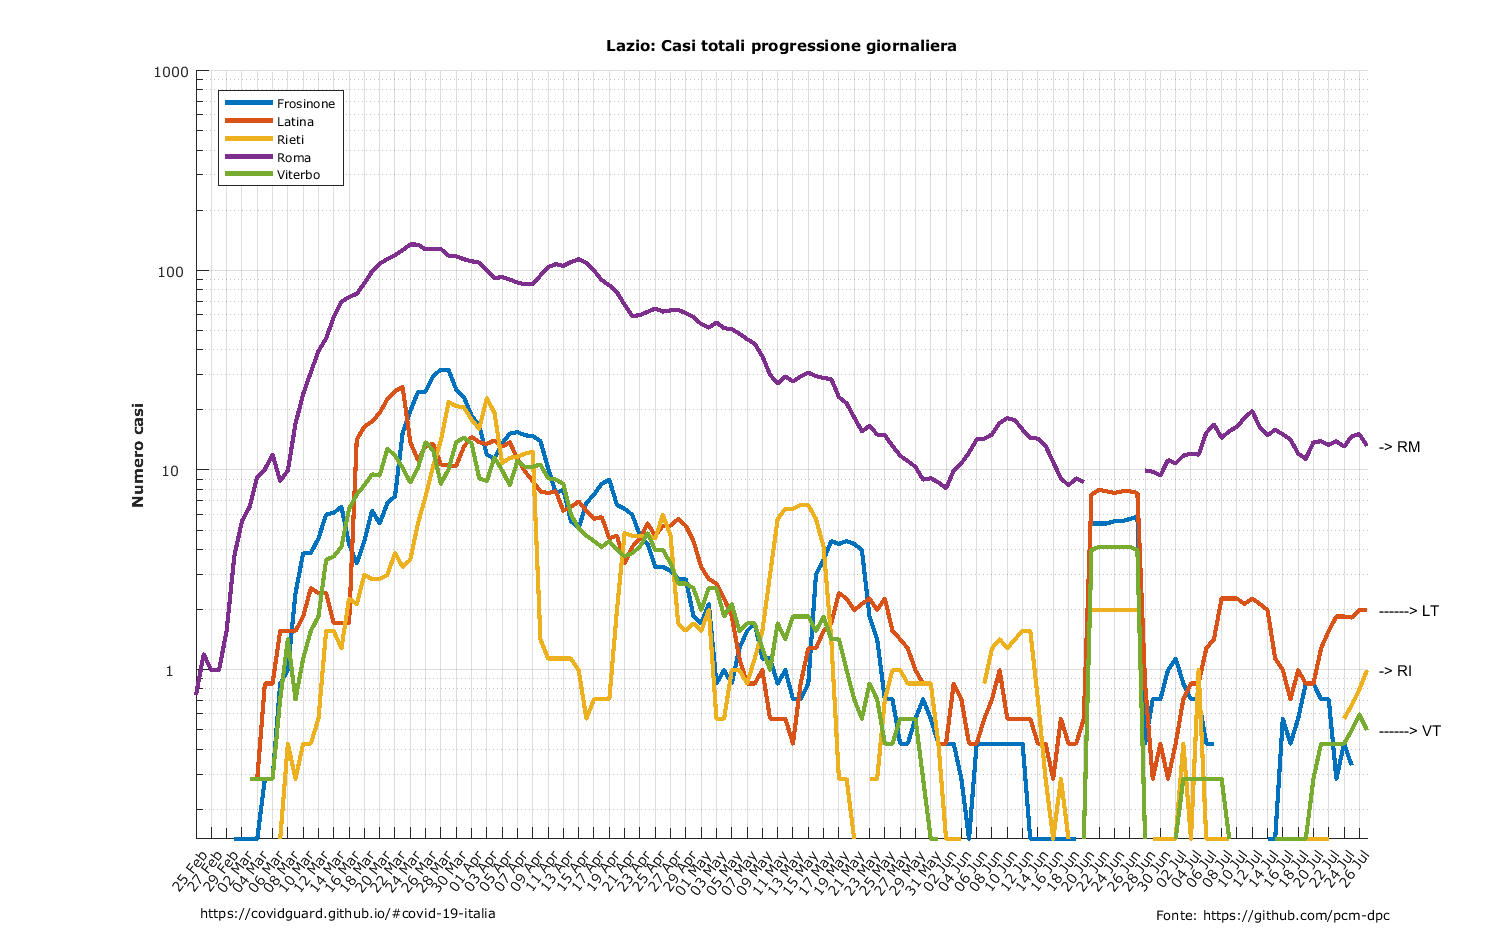 Lazio: Casi totali progressione giornaliera
1000
100
10
1
Numero casi
Frosinone
Latina
Rieti
Roma
Viterbo
-> RM
------> LT
-> RI
------> VT
25 Feb
27 Feb
29 Feb
02 Mar
04 Mar
06 Mar
08 Mar
10 Mar
12 Mar
14 Mar
16 Mar
18 Mar
20 Mar
22 Mar
24 Mar
26 Mar
28 Mar
30 Mar
01 Apr
03 Apr
05 Apr
07 Apr
09 Apr
11 Apr
13 Apr
15 Apr
17 Apr
19 Apr
21 Apr
23 Apr
25 Apr
27 Apr
29 Apr
01 May
03 May
05 May
07 May
09 May
11 May
13 May
15 May
17 May
19 May
21 May
23 May
25 May
27 May
29 May
31 May
02 Jun
04 Jun
06 Jun
08 Jun
10 Jun
12 Jun
14 Jun
16 Jun
18 Jun
20 Jun
22 Jun
24 Jun
26 Jun
28 Jun
30 Jun
02 Jul
04 Jul
06 Jul
08 Jul
10 Jul
12 Jul
14 Jul
16 Jul
18 Jul
20 Jul
22 Jul
24 Jul
26 Jul
https://covidguard.github.io/#covid-19-italia
Fonte: https://github.com/pcm-dpc